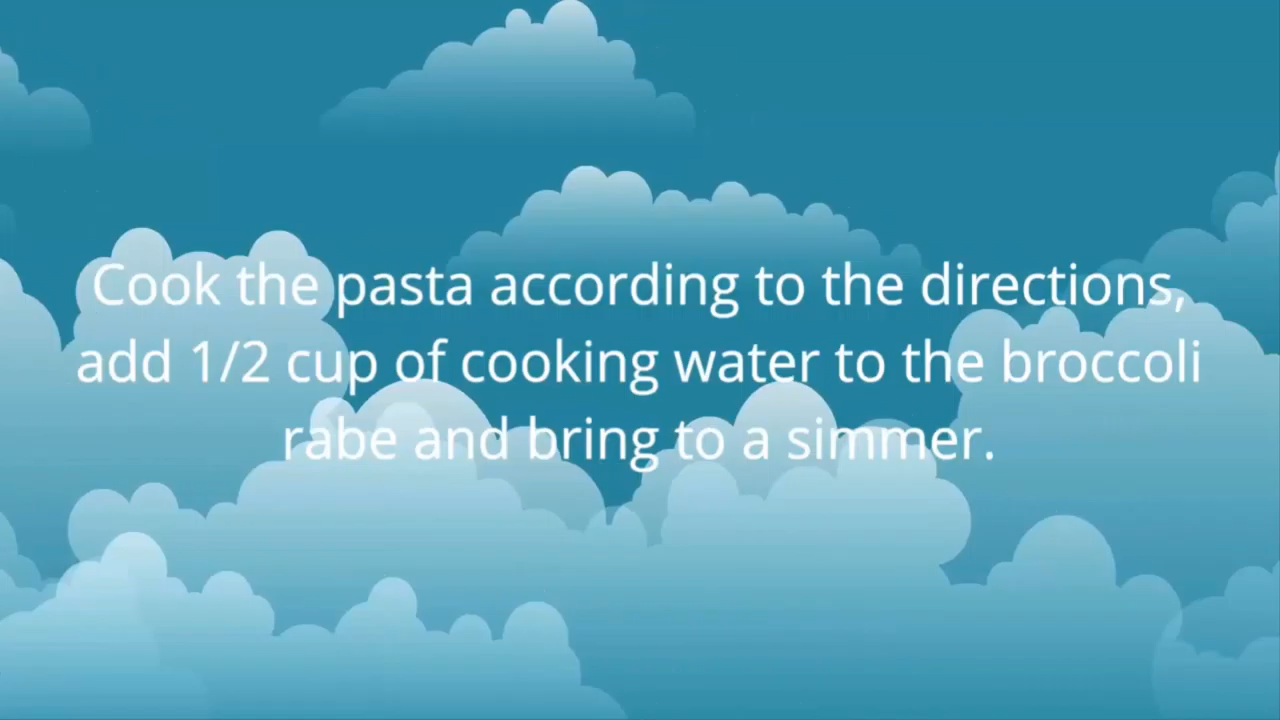 Cook the pasta according to the directions,
add 1/2 cup of cooking water to the broccoli
rabe and bring to a simmer.